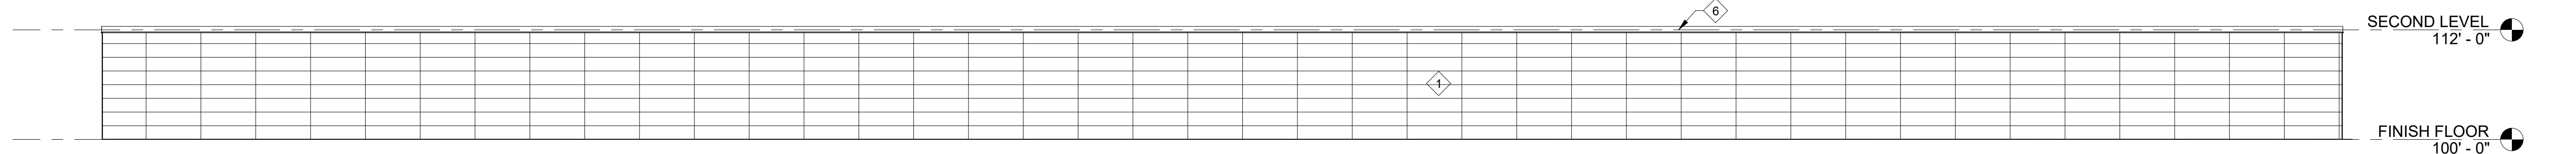 6
SECOND LEVEL
112' - 0"
1
FINISH FLOOR
100' - 0"